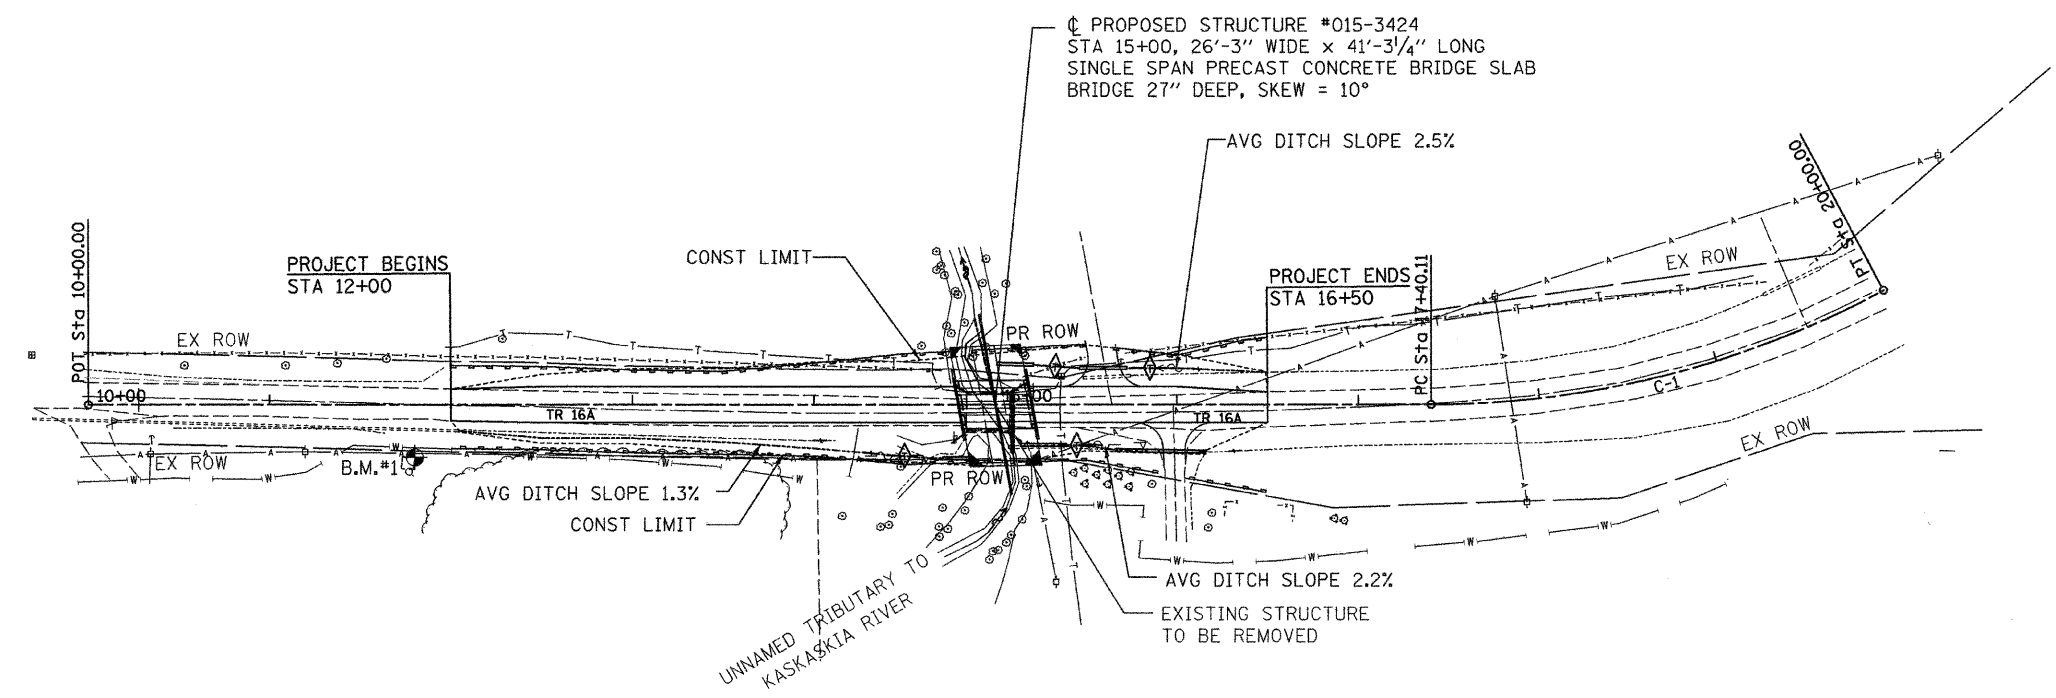 ℄ PROPOSED STRUCTURE #015-3424
STA 15+00, 26'-3" WIDE x 41'-3¼" LONG
SINGLE SPAN PRECAST CONCRETE BRIDGE SLAB
BRIDGE 27" DEEP, SKEW = 10°
AVG DITCH SLOPE 2.5%
POT Sta 10+00.00
PROJECT BEGINS
STA 12+00
CONST LIMIT
PROJECT ENDS
STA 16+50
PC Sta 17+40.11
PT Sta 20+00.00
EX ROW
EX ROW
PR ROW
10+00
TR 16A
TR 16A
C-1
EX ROW
EX ROW
B.M.#1
PR ROW
AVG DITCH SLOPE 1.3%
CONST LIMIT
UNNAMED TRIBUTARY TO
KASKASKIA RIVER
AVG DITCH SLOPE 2.2%
EXISTING STRUCTURE
TO BE REMOVED